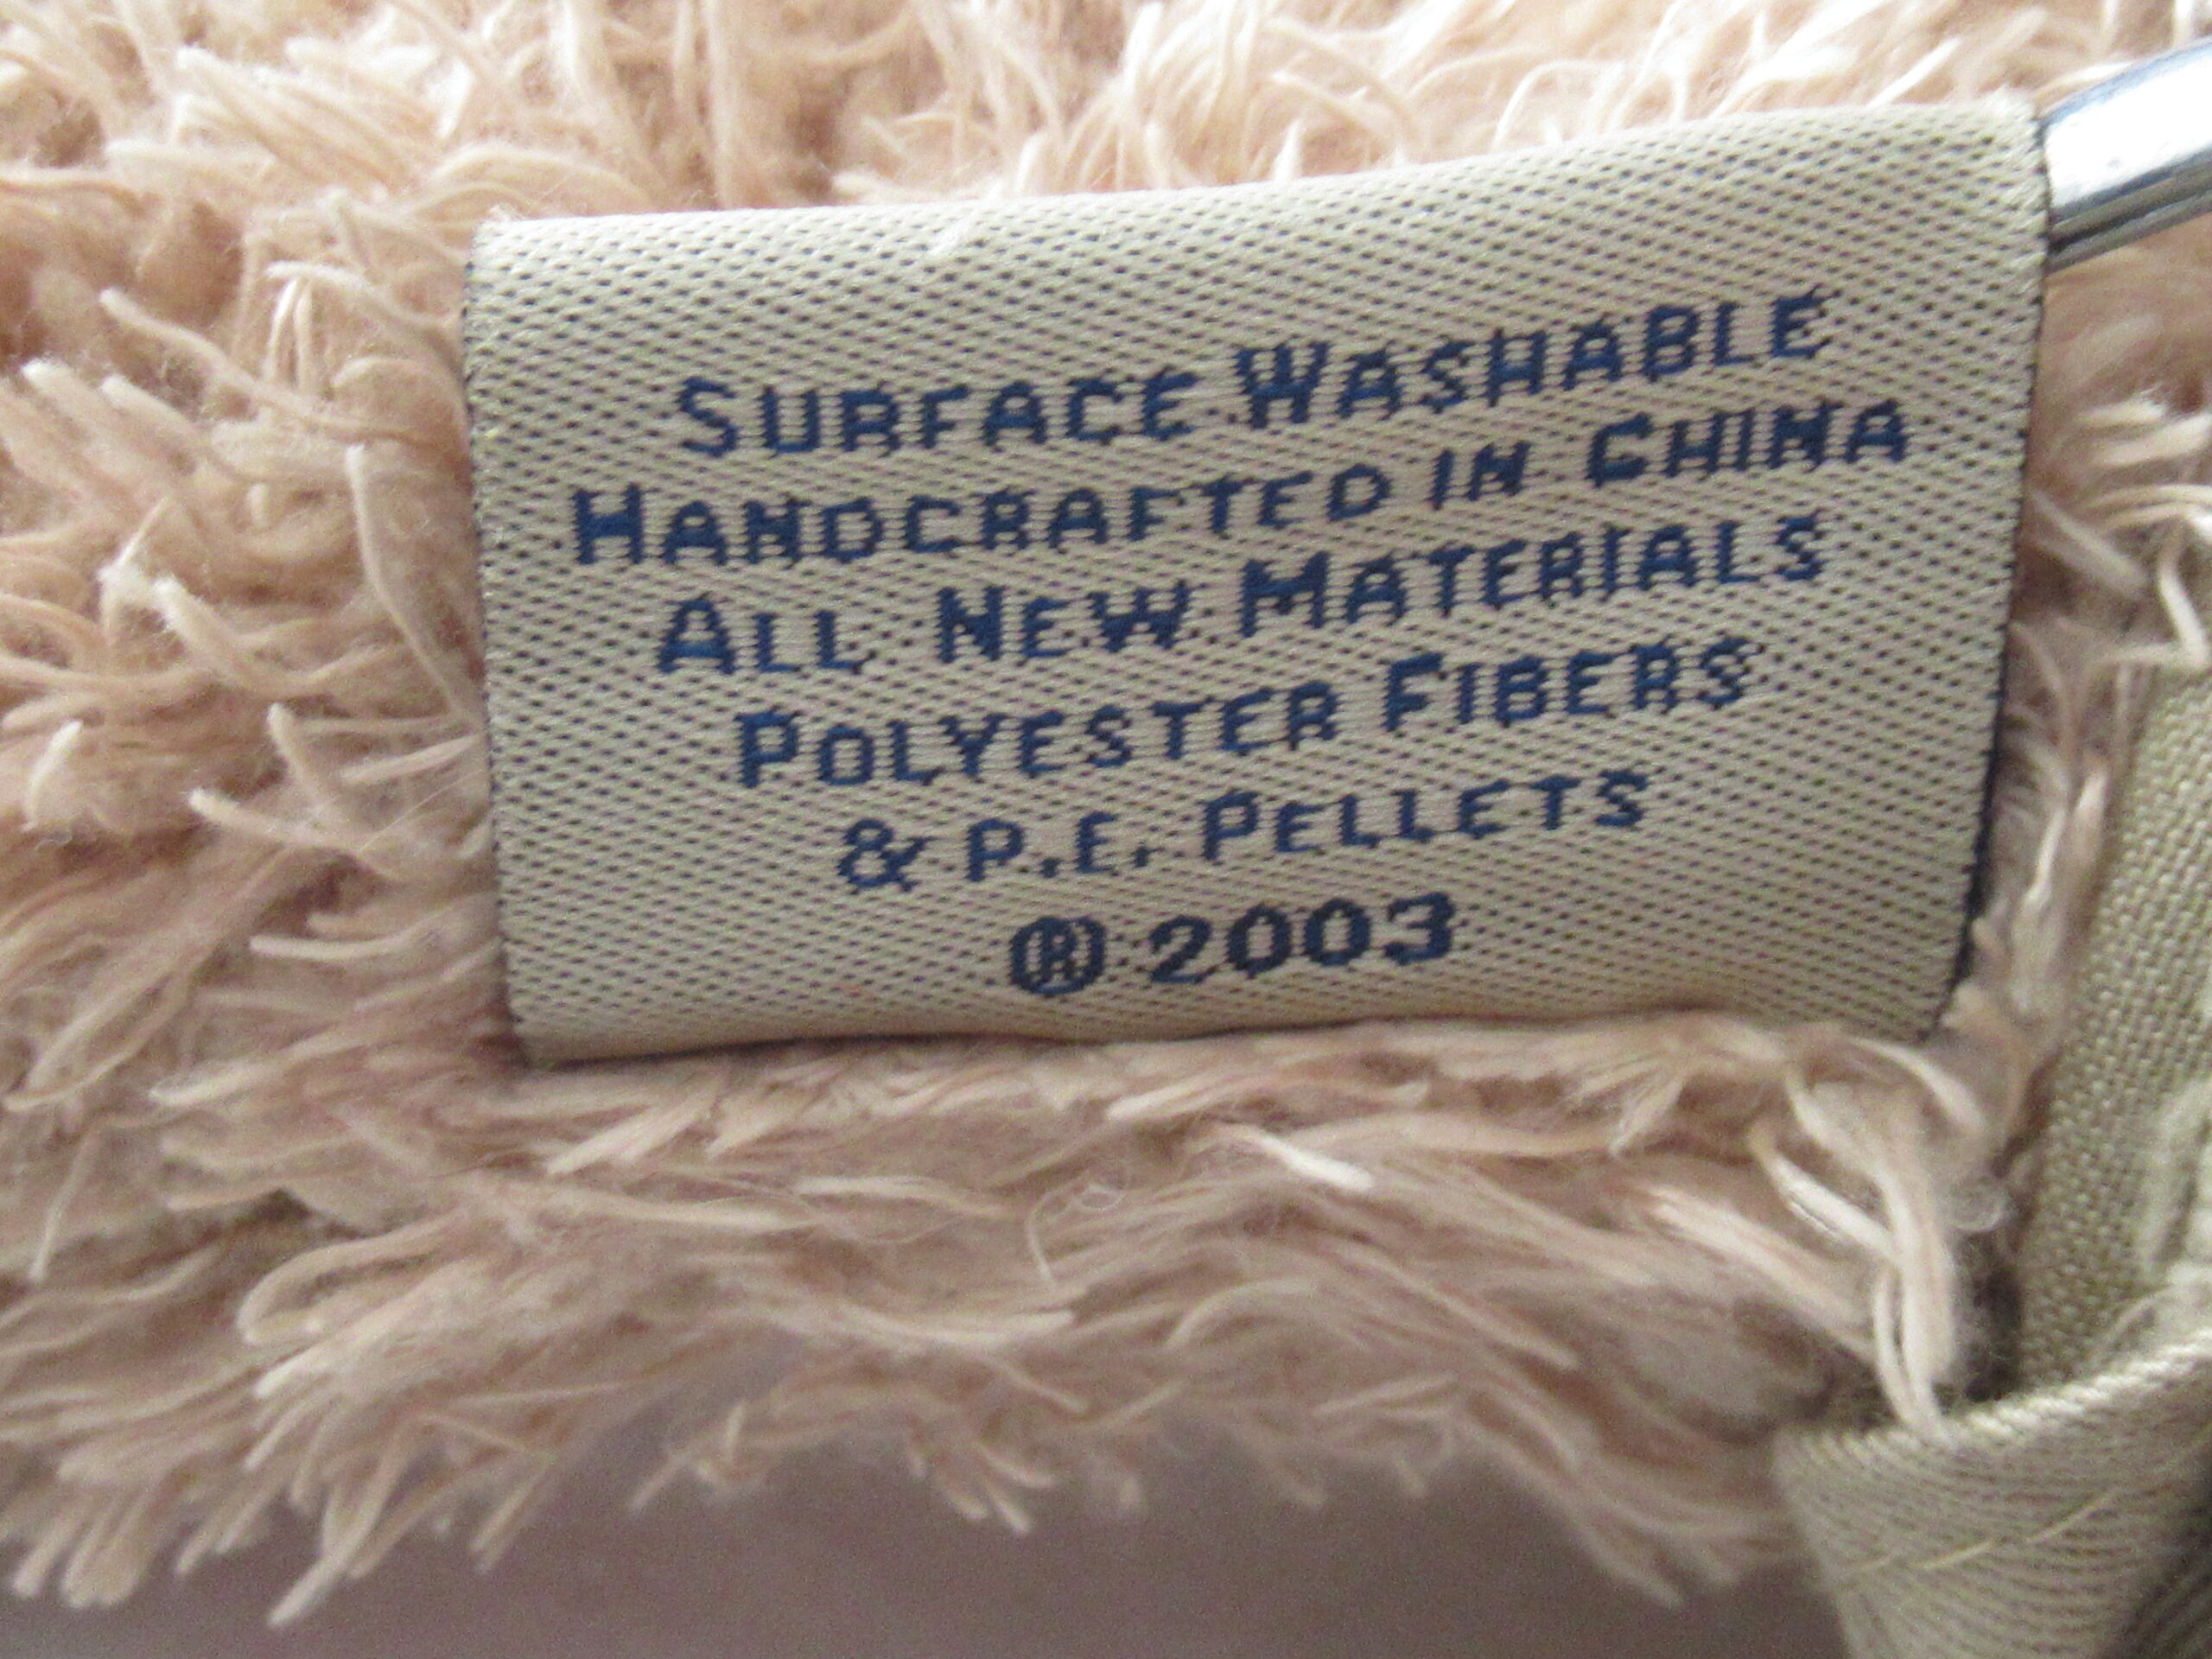 SURFACE WASHABLE
HANDCRAFTED IN CHINA
ALL NEW MATERIALS
POLYESTER FIBERS
& P.E. PELLETS
® 2003